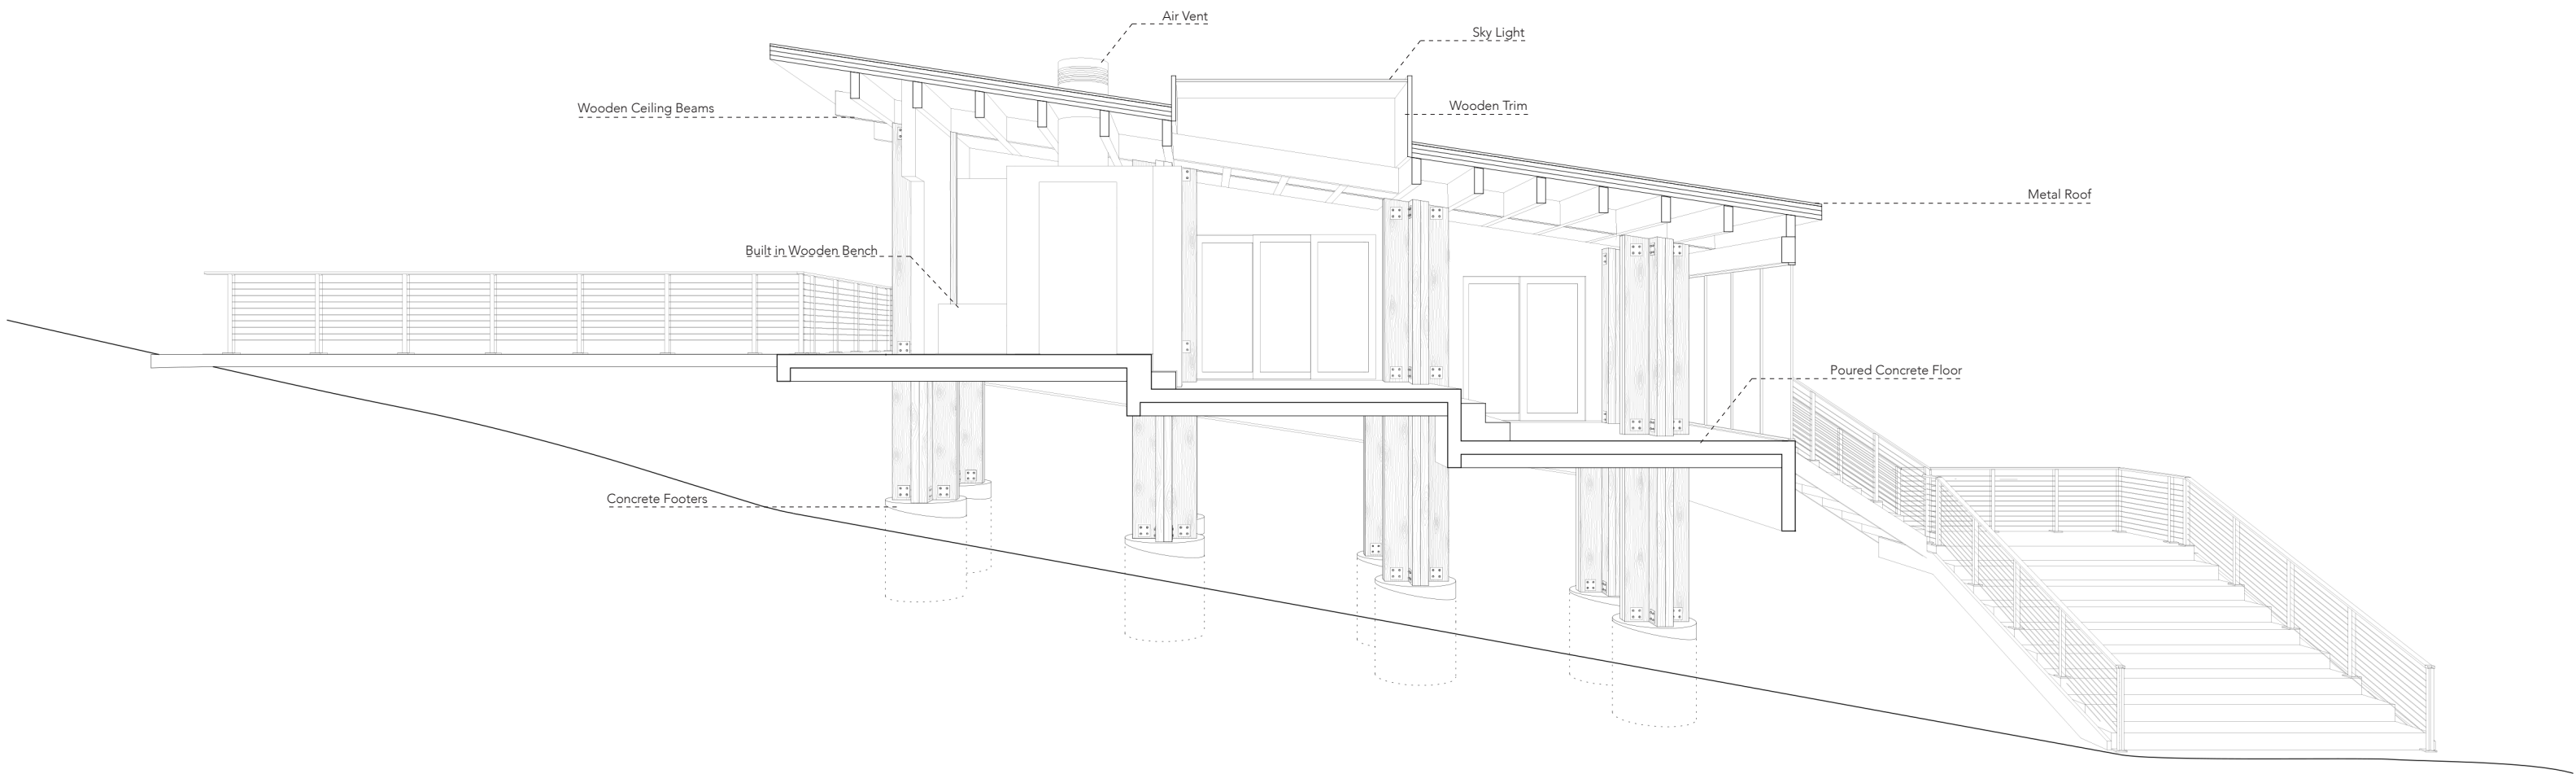 Air Vent
Sky Light
Wooden Ceiling Beams
Wooden Trim
Metal Roof
Built in Wooden Bench
Poured Concrete Floor
Concrete Footers